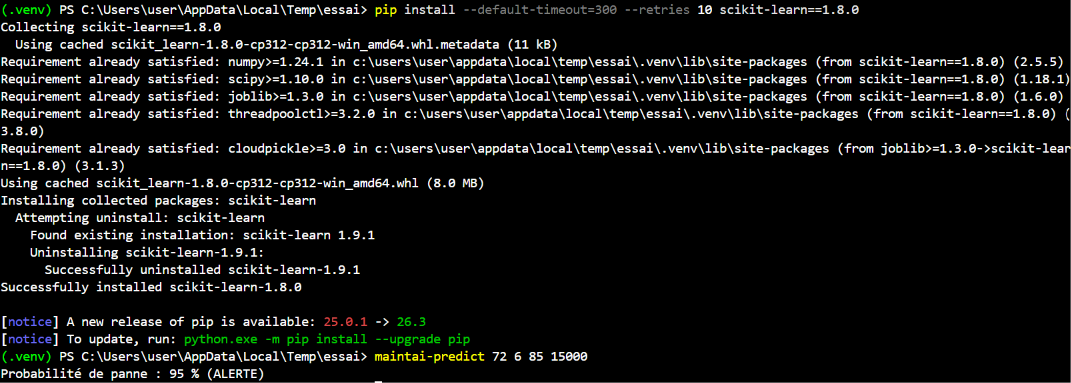 (.venv) PS C:\Users\user\AppData\Local\Temp\essai> pip install --default-timeout=300 --retries 10 scikit-learn==1.8.0
Collecting scikit-learn==1.8.0
  Using cached scikit_learn-1.8.0-cp312-cp312-win_amd64.whl.metadata (11 kB)
Requirement already satisfied: numpy>=1.24.1 in c:\users\user\appdata\local\temp\essai\.venv\lib\site-packages (from scikit-learn==1.8.0) (2.5.5)
Requirement already satisfied: scipy>=1.10.0 in c:\users\user\appdata\local\temp\essai\.venv\lib\site-packages (from scikit-learn==1.8.0) (1.18.1)
Requirement already satisfied: joblib>=1.3.0 in c:\users\user\appdata\local\temp\essai\.venv\lib\site-packages (from scikit-learn==1.8.0) (1.6.0)
Requirement already satisfied: threadpoolctl>=3.2.0 in c:\users\user\appdata\local\temp\essai\.venv\lib\site-packages (from scikit-learn==1.8.0) (
3.8.0)
Requirement already satisfied: cloudpickle>=3.0 in c:\users\user\appdata\local\temp\essai\.venv\lib\site-packages (from joblib>=1.3.0->scikit-lear
n==1.8.0) (3.1.3)
Using cached scikit_learn-1.8.0-cp312-cp312-win_amd64.whl (8.0 MB)
Installing collected packages: scikit-learn
  Attempting uninstall: scikit-learn
    Found existing installation: scikit-learn 1.9.1
    Uninstalling scikit-learn-1.9.1:
      Successfully uninstalled scikit-learn-1.9.1
Successfully installed scikit-learn-1.8.0
[notice] A new release of pip is available: 25.0.1 -> 26.3
[notice] To update, run: python.exe -m pip install --upgrade pip
(.venv) PS C:\Users\user\AppData\Local\Temp\essai> maintai-predict 72 6 85 15000
Probabilité de panne : 95 % (ALERTE)